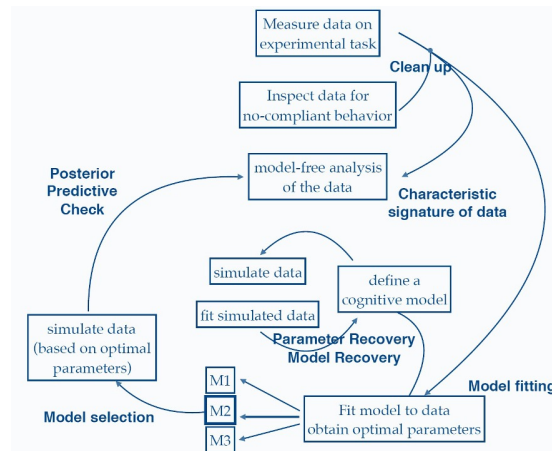 Measure data on
experimental task
Clean up
Inspect data for
no-compliant behavior
model-free analysis
of the data
Posterior
Predictive
Check
Characteristic
signature of data
simulate data
define a
cognitive model
fit simulated data
Parameter Recovery
Model Recovery
simulate data
(based on optimal
parameters)
M1
Model fitting
M2
Model selection
Fit model to data
obtain optimal parameters
M3